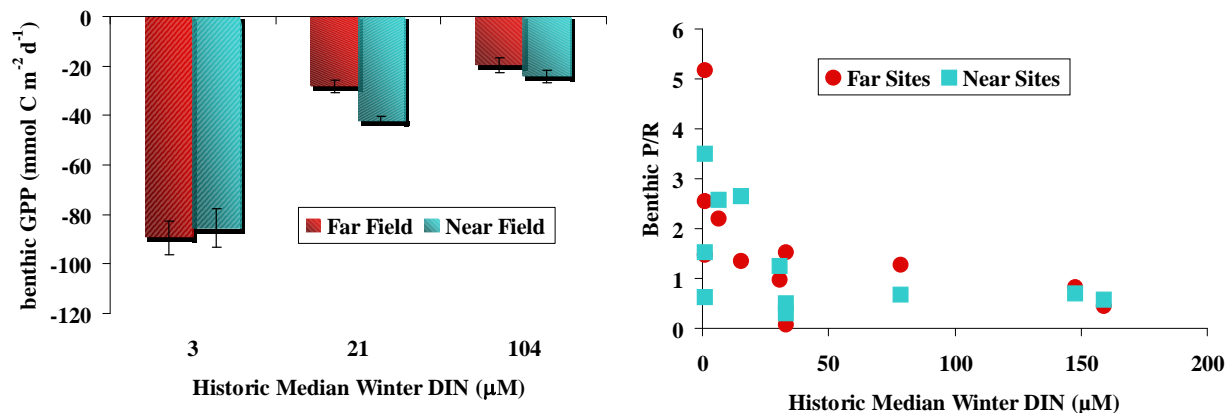 0
-20
-40
-60
-80
-100
-120
benthic GPP (mmol C m⁻² d⁻¹)
Far Field
Near Field
3
21
104
Historic Median Winter DIN (μM)
6
5
4
3
2
1
0
Benthic P/R
Far Sites
Near Sites
0
50
100
150
200
Historic Median Winter DIN (μM)